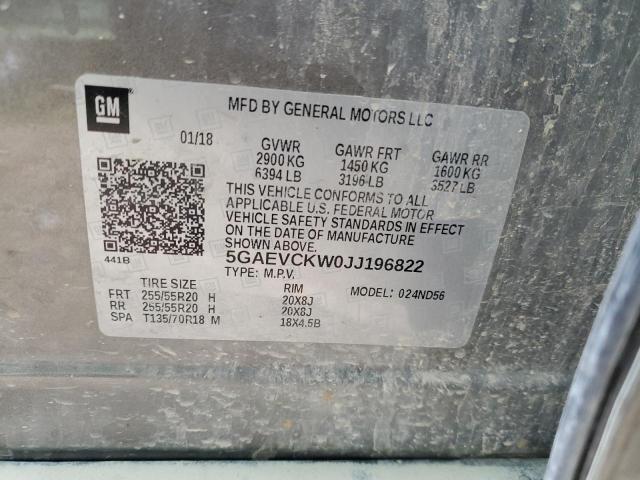 GM
MFD BY GENERAL MOTORS LLC
01/18 GVWR GAWR FRT GAWR RR
2900 KG 1450 KG 1600 KG
6394 LB 3196 LB 3527 LB
THIS VEHICLE CONFORMS TO ALL
APPLICABLE U.S. FEDERAL MOTOR
VEHICLE SAFETY STANDARDS IN EFFECT
ON THE DATE OF MANUFACTURE
SHOWN ABOVE.
441B 5GAEVCKW0JJ196822
TYPE: M.P.V.
TIRE SIZE RIM MODEL: 024ND56
FRT 255/55R20 H 20X8J
RR 255/55R20 H 20X8J
SPA T135/70R18 M 18X4.5B